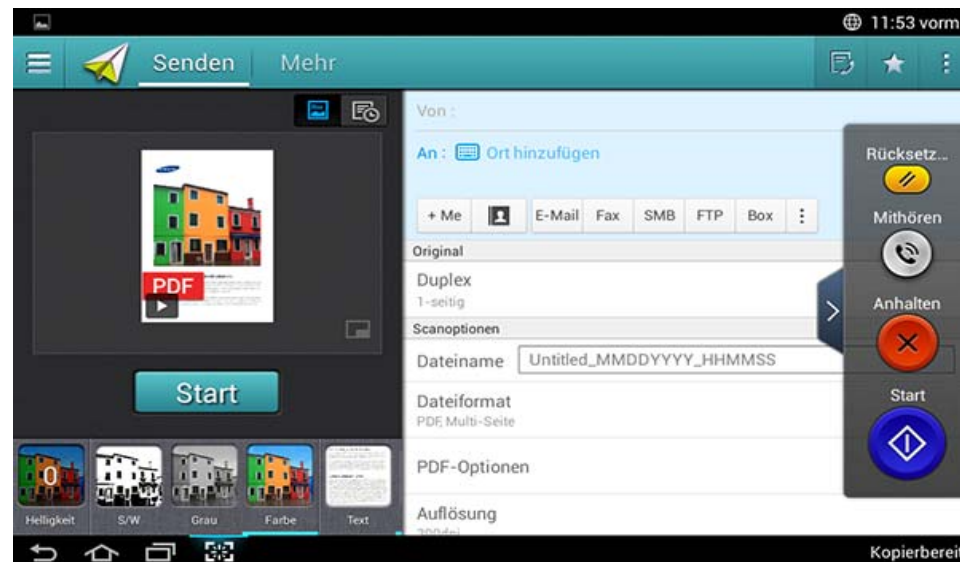 11:53 vorm
Senden
Mehr
Von :
An : Ort hinzufügen
+ Me
E-Mail
Fax
SMB
FTP
Box
Original
Duplex
1-seitig
Scanoptionen
Dateiname
Untitled_MMDDYYYY_HHMMSS
Dateiformat
PDF, Multi-Seite
PDF-Optionen
Auflösung
PDF
Start
0
Helligkeit
S/W
Grau
Farbe
Text
Rücksetz...
Mithören
Anhalten
Start
Kopierbereit